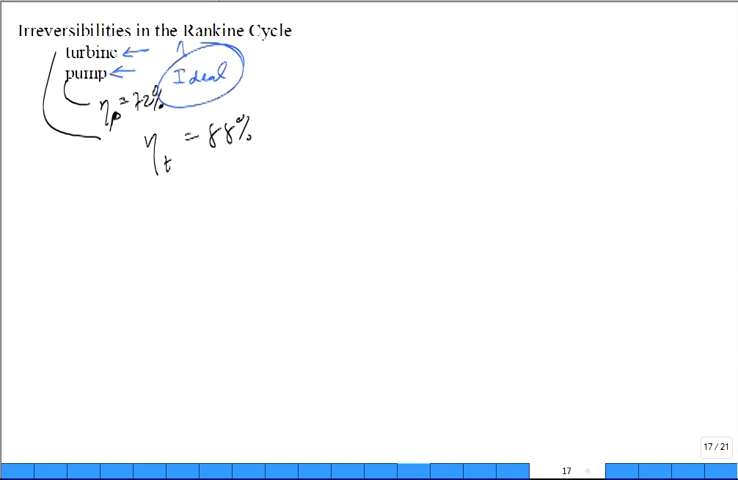 Irreversibilities in the Rankine Cycle
turbine ←
pump ←
Ideal
ηp = 72%
ηt = 88%
17 / 21
17